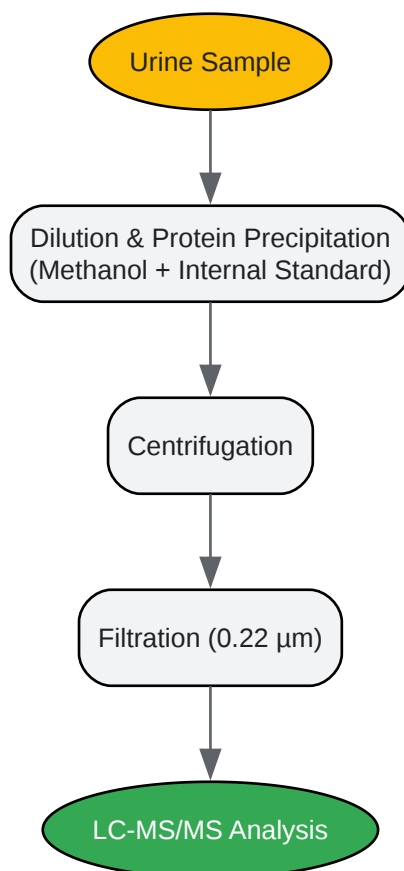 Urine Sample
Dilution & Protein Precipitation
(Methanol + Internal Standard)
Centrifugation
Filtration (0.22 µm)
LC-MS/MS Analysis